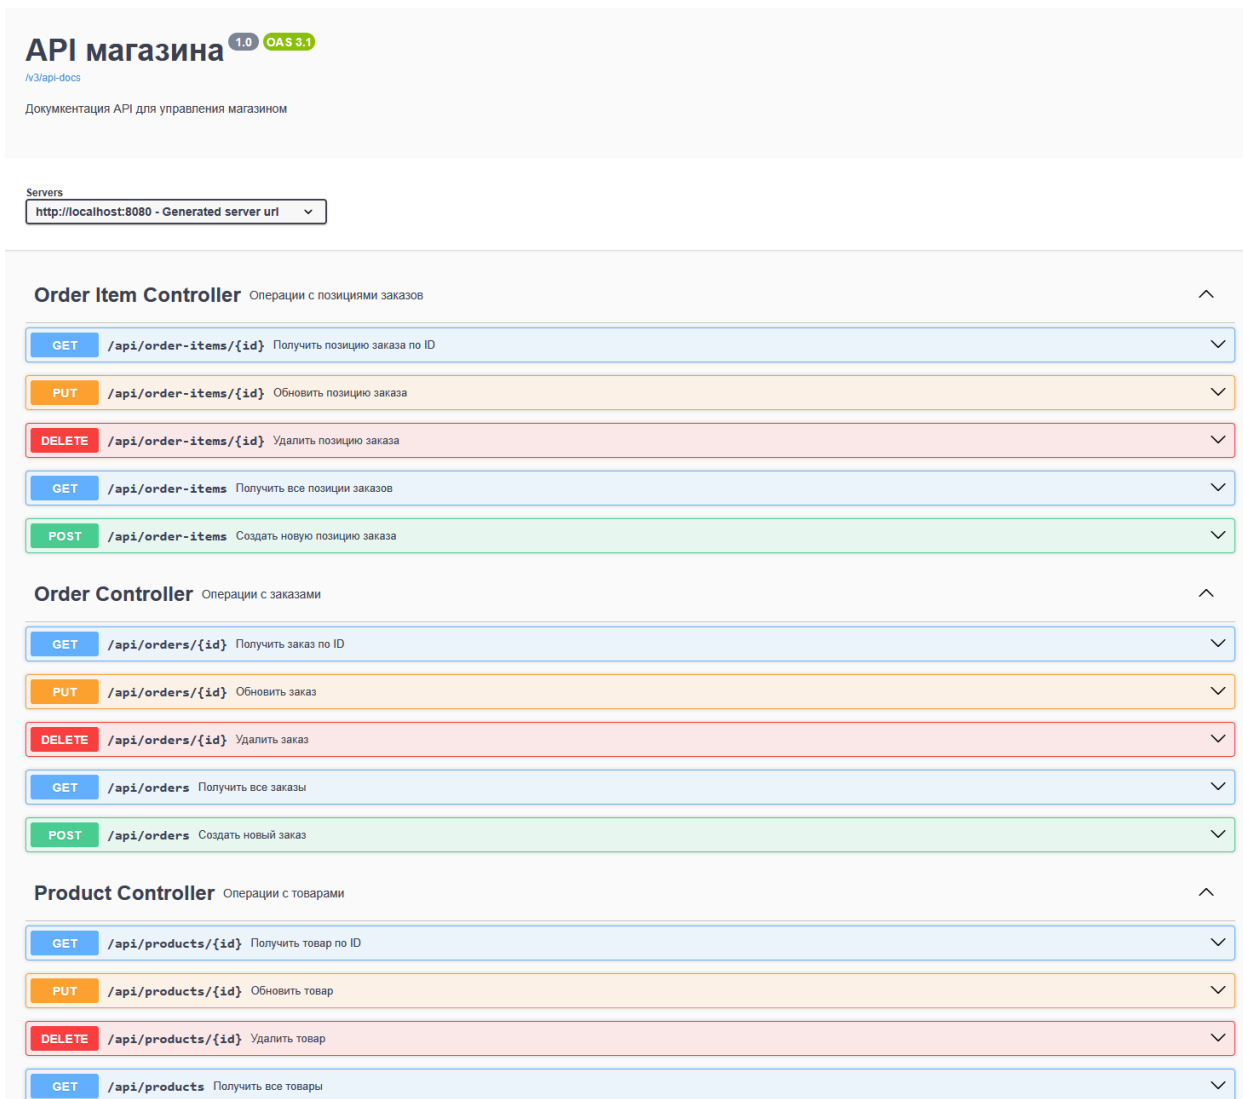 API магазина 1.0 OAS 3.1
/v3/api-docs
Докумкентация API для управления магазином
Servers
http://localhost:8080 - Generated server url
Order Item Controller Операции с позициями заказов
GET /api/order-items/{id} Получить позицию заказа по ID
PUT /api/order-items/{id} Обновить позицию заказа
DELETE /api/order-items/{id} Удалить позицию заказа
GET /api/order-items Получить все позиции заказов
POST /api/order-items Создать новую позицию заказа
Order Controller Операции с заказами
GET /api/orders/{id} Получить заказ по ID
PUT /api/orders/{id} Обновить заказ
DELETE /api/orders/{id} Удалить заказ
GET /api/orders Получить все заказы
POST /api/orders Создать новый заказ
Product Controller Операции с товарами
GET /api/products/{id} Получить товар по ID
PUT /api/products/{id} Обновить товар
DELETE /api/products/{id} Удалить товар
GET /api/products Получить все товары